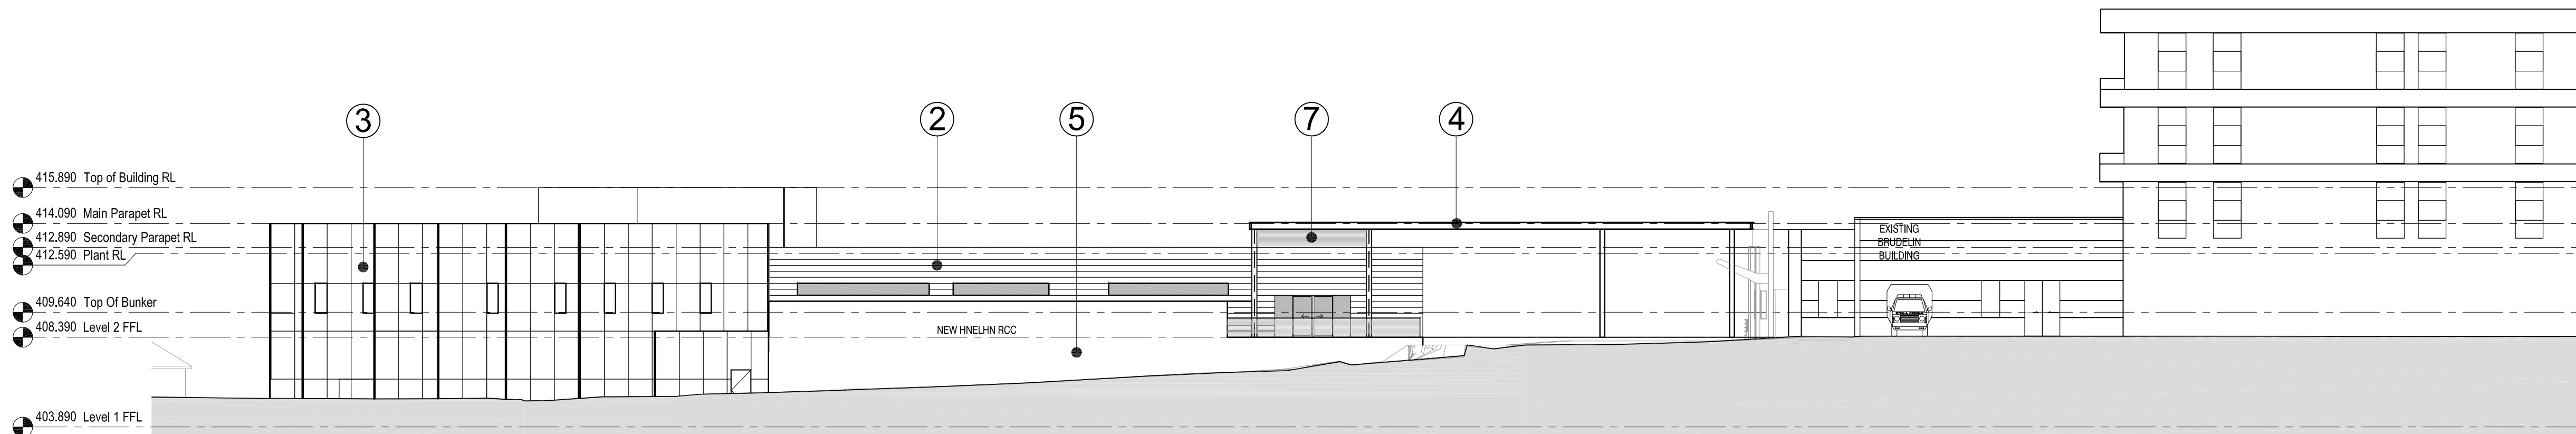 3
2
5
7
4
415.890 Top of Building RL
414.090 Main Parapet RL
412.890 Secondary Parapet RL
412.590 Plant RL
409.640 Top Of Bunker
408.390 Level 2 FFL
403.890 Level 1 FFL
NEW HNELHN RCC
EXISTING
BRUDELIN
BUILDING